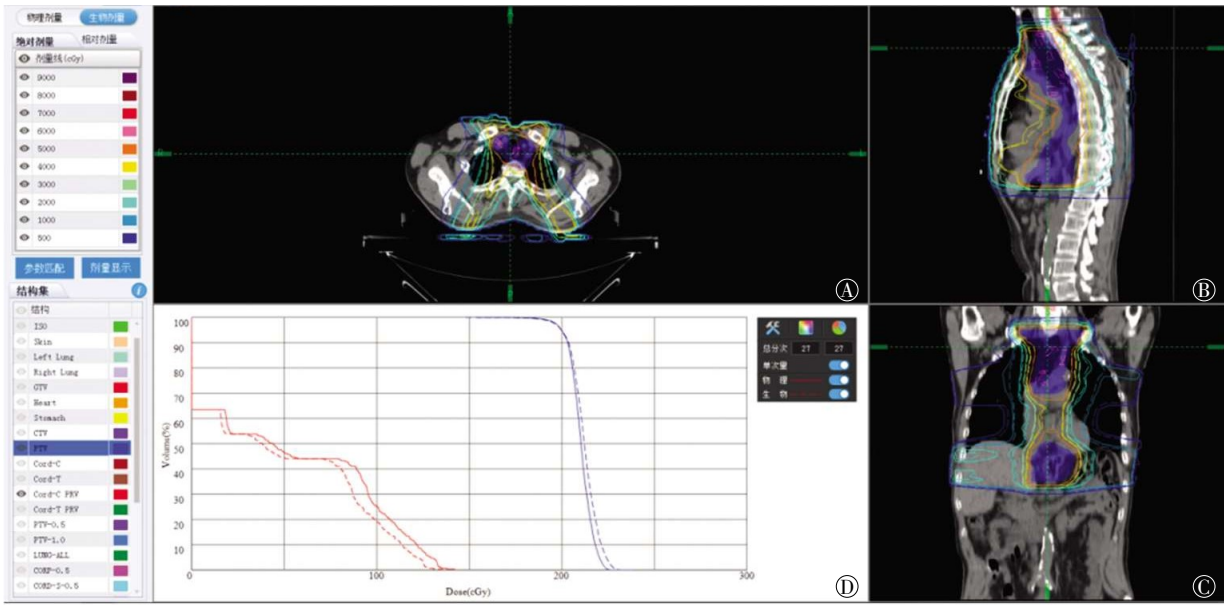 物理剂量 生物剂量
绝对剂量 相对剂量
剂量线(cGy)
9000
8000
7000
6000
5000
4000
3000
2000
1000
500
参数匹配 剂量显示
结构集
结构
ISO
Skin
Left Lung
Right Lung
GTV
Heart
Stomach
CTV
PTV
Cord-C
Cord-T
Cord-C PRV
Cord-T PRV
PTV-0.5
PTV-1.0
LUNG-ALL
CORP-0.5
CORD-S-0.5
A
B
C
D
总分次 27 27
单次量
物 理
生 物
Volume(%)
100
90
80
70
60
50
40
30
20
10
0 100 200 300
Dose(cGy)